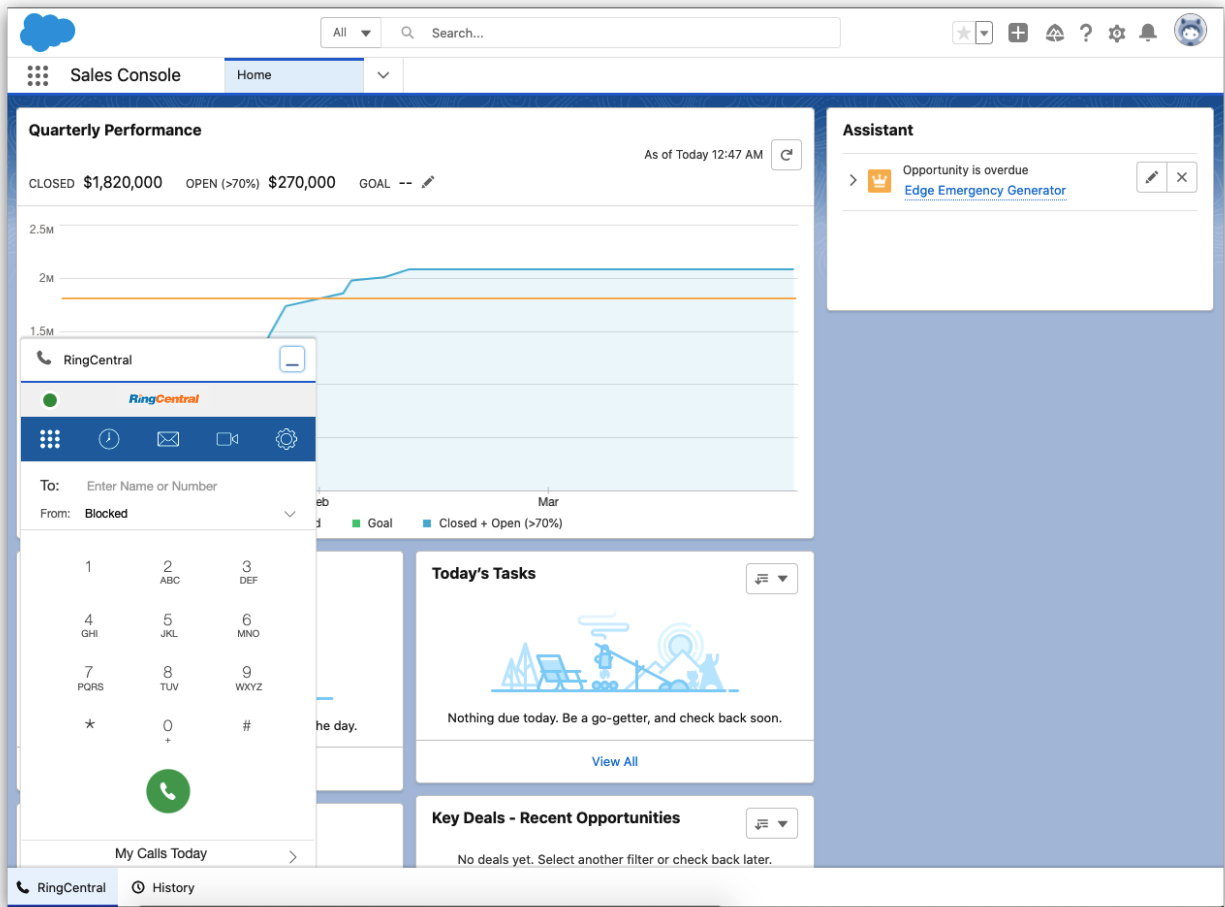 All
Search...
Sales Console
Home
Quarterly Performance
As of Today 12:47 AM
CLOSED $1,820,000 OPEN (>70%) $270,000 GOAL --
2.5M
2M
1.5M
eb
Mar
d
Goal
Closed + Open (>70%)
Assistant
Opportunity is overdue
Edge Emergency Generator
RingCentral
RingCentral
To: Enter Name or Number
From: Blocked
1 2 3
ABC DEF
4 5 6
GHI JKL MNO
7 8 9
PQRS TUV WXYZ
* 0 #
+
My Calls Today
he day.
Today's Tasks
Nothing due today. Be a go-getter, and check back soon.
View All
Key Deals - Recent Opportunities
No deals yet. Select another filter or check back later.
RingCentral
History